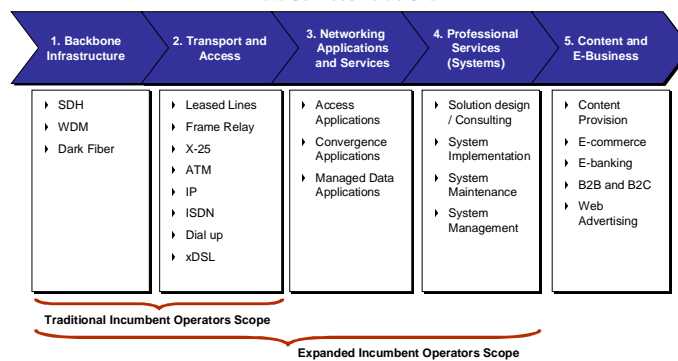 1. Backbone
Infrastructure
2. Transport and
Access
3. Networking
Applications
and Services
4. Professional
Services
(Systems)
5. Content and
E-Business
SDH
WDM
Dark Fiber
Leased Lines
Frame Relay
X-25
ATM
IP
ISDN
Dial up
xDSL
Access
Applications
Convergence
Applications
Managed Data
Applications
Solution design
/ Consulting
System
Implementation
System
Maintenance
System
Management
Content
Provision
E-commerce
E-banking
B2B and B2C
Web
Advertising
Traditional Incumbent Operators Scope
Expanded Incumbent Operators Scope